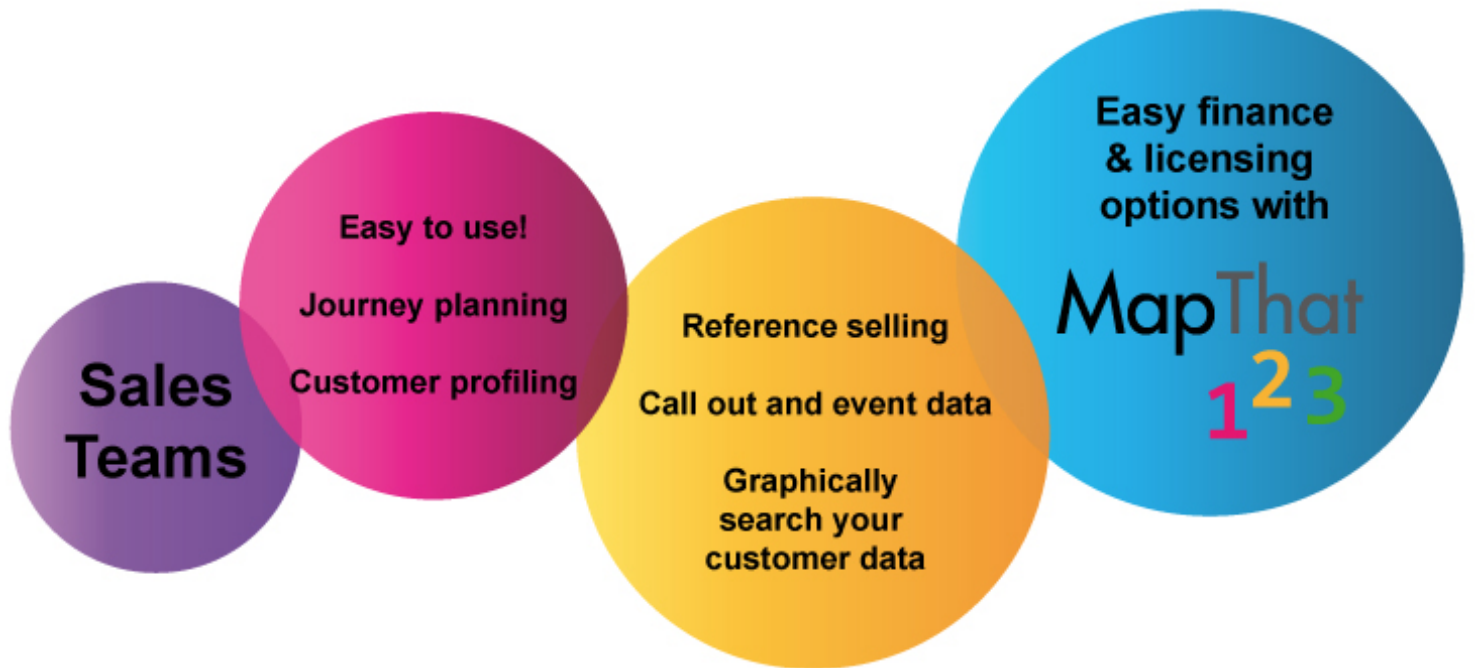 Sales
Teams
Easy to use!
Journey planning
Customer profiling
Reference selling
Call out and event data
Graphically
search your
customer data
Easy finance
& licensing
options with
MapThat
123